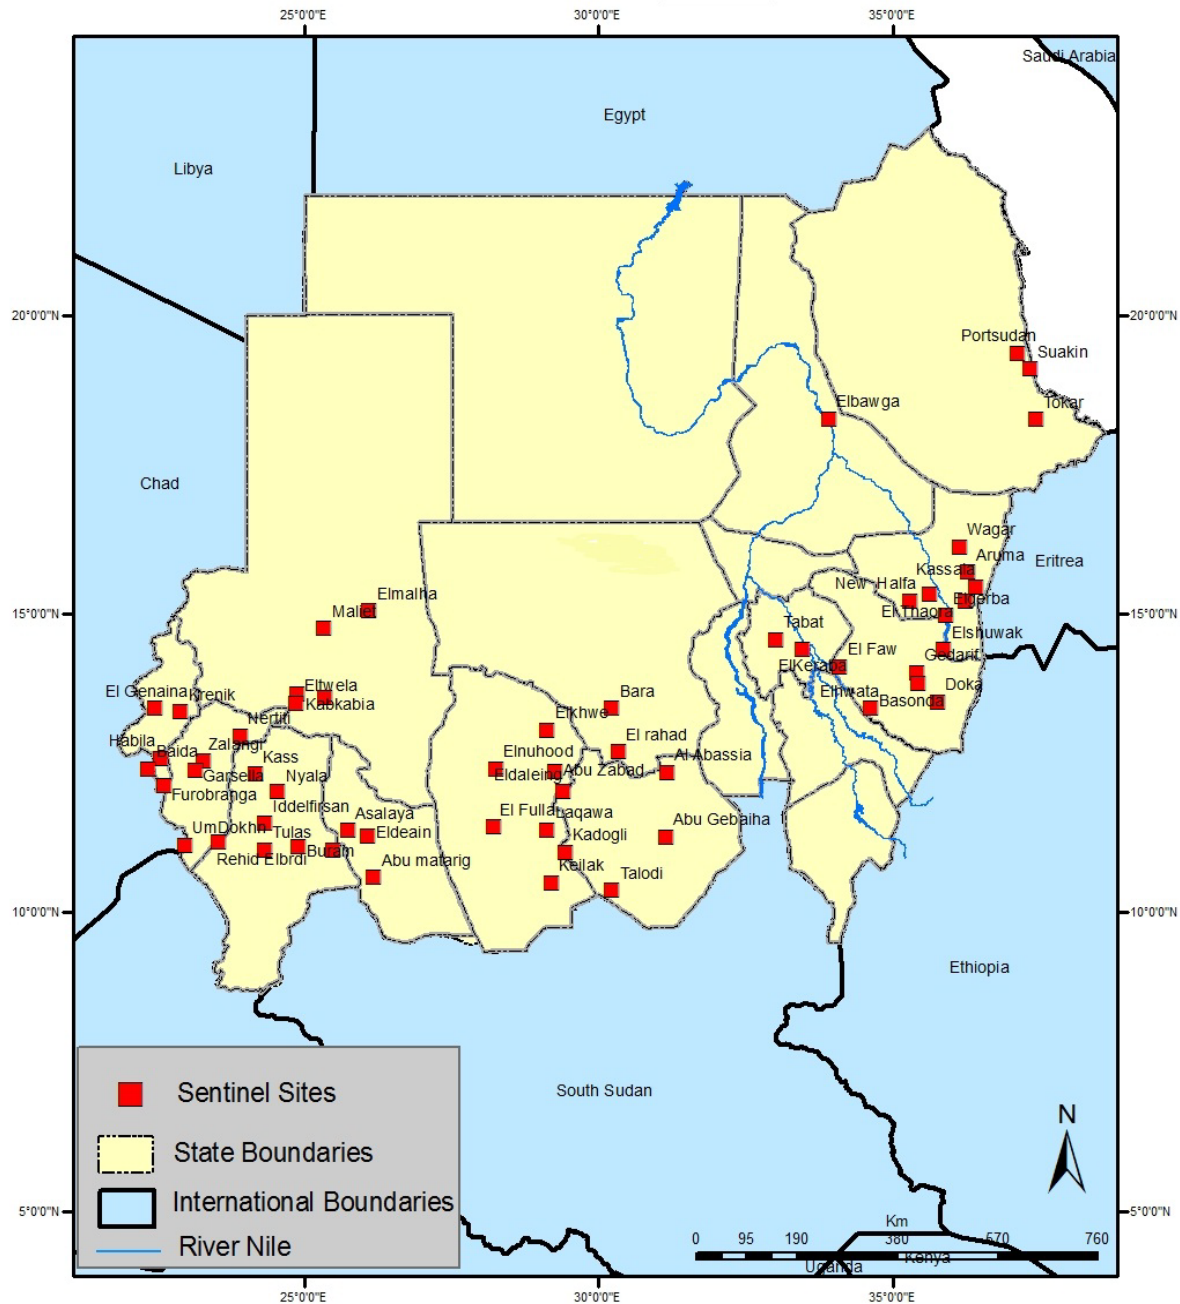 25°0'0"E 30°0'0"E 35°0'0"E
Saudi Arabia
Egypt
Libya
20°0'0"N 20°0'0"N
Portsudan
Suakin
Elbawga
Tokar
Chad
Wagar
Aruma
Eritrea
Kassala
New Halfa
Elmalha
Elgerba
15°0'0"N 15°0'0"N
Maliet
El Thaora
Tabat
Elshuwak
El Faw
Gedarif
ElKeraba
Eltwela
Doka
El Genaina
Krenik
Bara
Elhwata
Kabkabia
Basonda
Elkhwe
Nertiti
El rahad
Habila
Zalangi
Baida
Elnuhood
Al Abassia
Kass
Eldaleing
Abu Zabad
Garsella
Nyala
Furobranga
Iddelfirsan
Asalaya
El Fulla
Laqawa
Abu Gebaiha
UmDokhn
Tulas
Eldeain
Kadogli
Buram
Rehid Elbrdi
Abu matarig
Keilak
Talodi
10°0'0"N 10°0'0"N
Ethiopia
South Sudan
Sentinel Sites
State Boundaries
International Boundaries
River Nile
N
5°0'0"N 5°0'0"N
Km
0 95 190 380 570 760
Kenya
Uganda
25°0'0"E 30°0'0"E 35°0'0"E